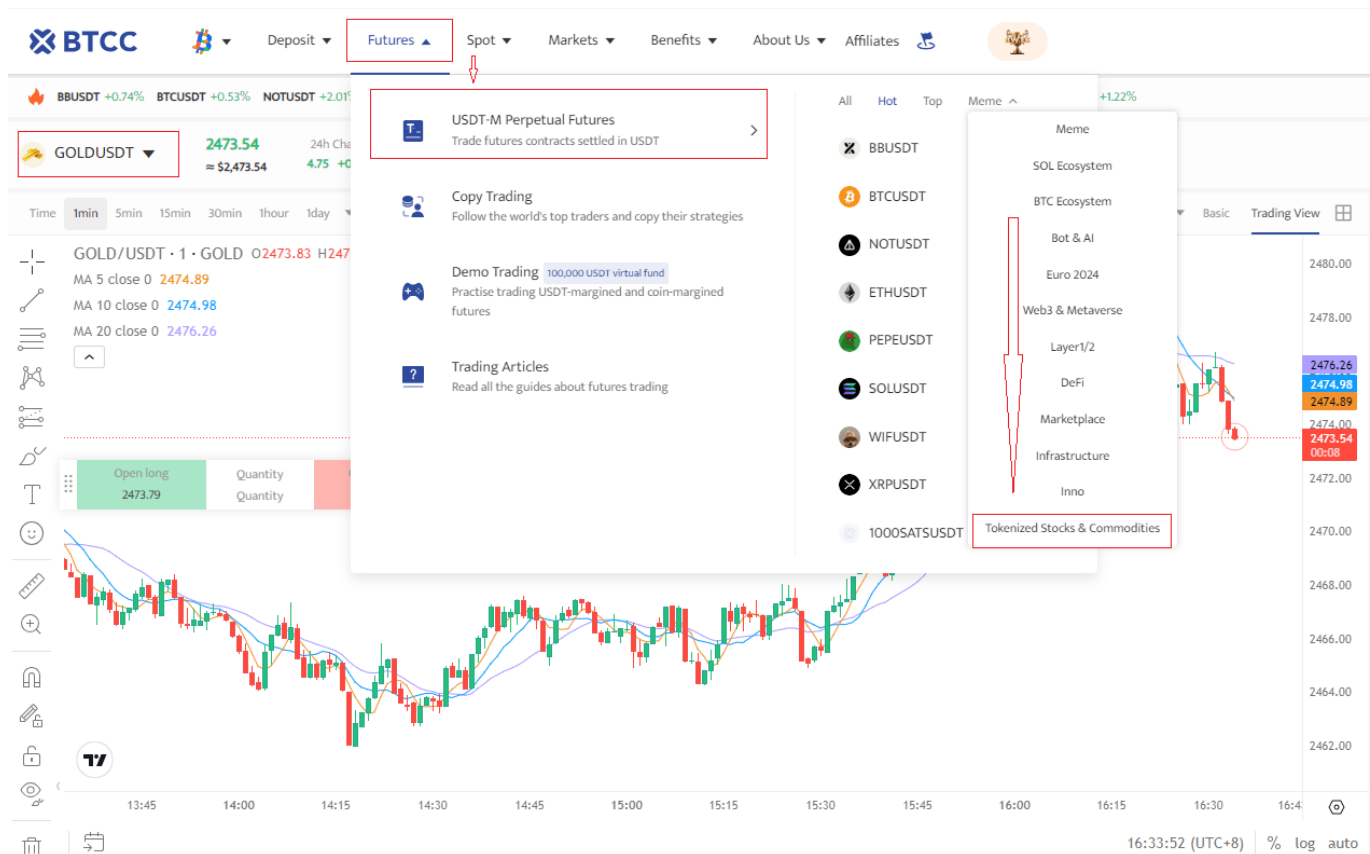 BTCC
Deposit
Futures
Spot
Markets
Benefits
About Us
Affiliates
BBUSDT +0.74% BTCUSDT +0.53% NOTUSDT +2.01%
+1.22%
GOLDUSDT
2473.54
≈ $2,473.54
24h Cha
4.75 +0
Time 1min 5min 15min 30min 1hour 1day
Basic Trading View
GOLD/USDT · 1 · GOLD O2473.83 H247
MA 5 close 0 2474.89
MA 10 close 0 2474.98
MA 20 close 0 2476.26
Open long
2473.79
Quantity
Quantity
USDT-M Perpetual Futures
Trade futures contracts settled in USDT
Copy Trading
Follow the world's top traders and copy their strategies
Demo Trading 100,000 USDT virtual fund
Practise trading USDT-margined and coin-margined
futures
Trading Articles
Read all the guides about futures trading
All Hot Top Meme
BBUSDT
BTCUSDT
NOTUSDT
ETHUSDT
PEPEUSDT
SOLUSDT
WIFUSDT
XRPUSDT
1000SATSUSDT
Meme
SOL Ecosystem
BTC Ecosystem
Bot & AI
Euro 2024
Web3 & Metaverse
Layer1/2
DeFi
Marketplace
Infrastructure
Inno
Tokenized Stocks & Commodities
2480.00
2478.00
2476.26
2474.98
2474.89
2474.00
2473.54
00:08
2472.00
2470.00
2468.00
2466.00
2464.00
2462.00
13:45 14:00 14:15 14:30 14:45 15:00 15:15 15:30 15:45 16:00 16:15 16:30 16:4
16:33:52 (UTC+8) % log auto